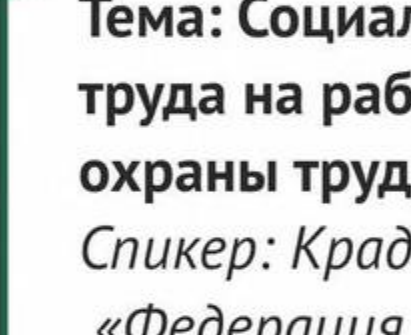 Тема: Социал
труда на раб
охраны труд
Спикер: Крад
«Федерация